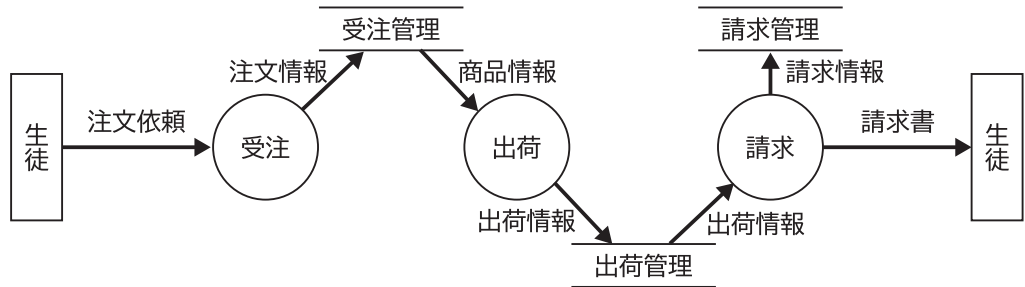 受注管理
請求管理
注文情報
商品情報
請求情報
生徒
注文依頼
受注
出荷
請求
請求書
生徒
出荷情報
出荷情報
出荷管理